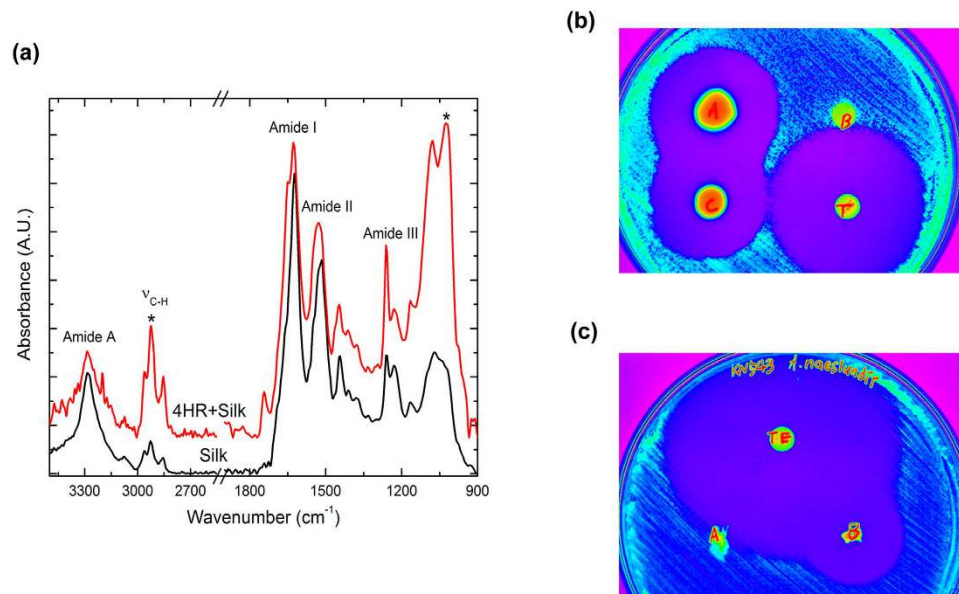 (a)
Amide I
*
Amide II
Amide III
ν C-H
*
Amide A
4HR+Silk
Silk
Absorbance (A.U.)
3300 3000 2700 1800 1500 1200 900
Wavenumber (cm⁻¹)
(b)
A
B
C
T
(c)
A. naeslundii
TE
A
B